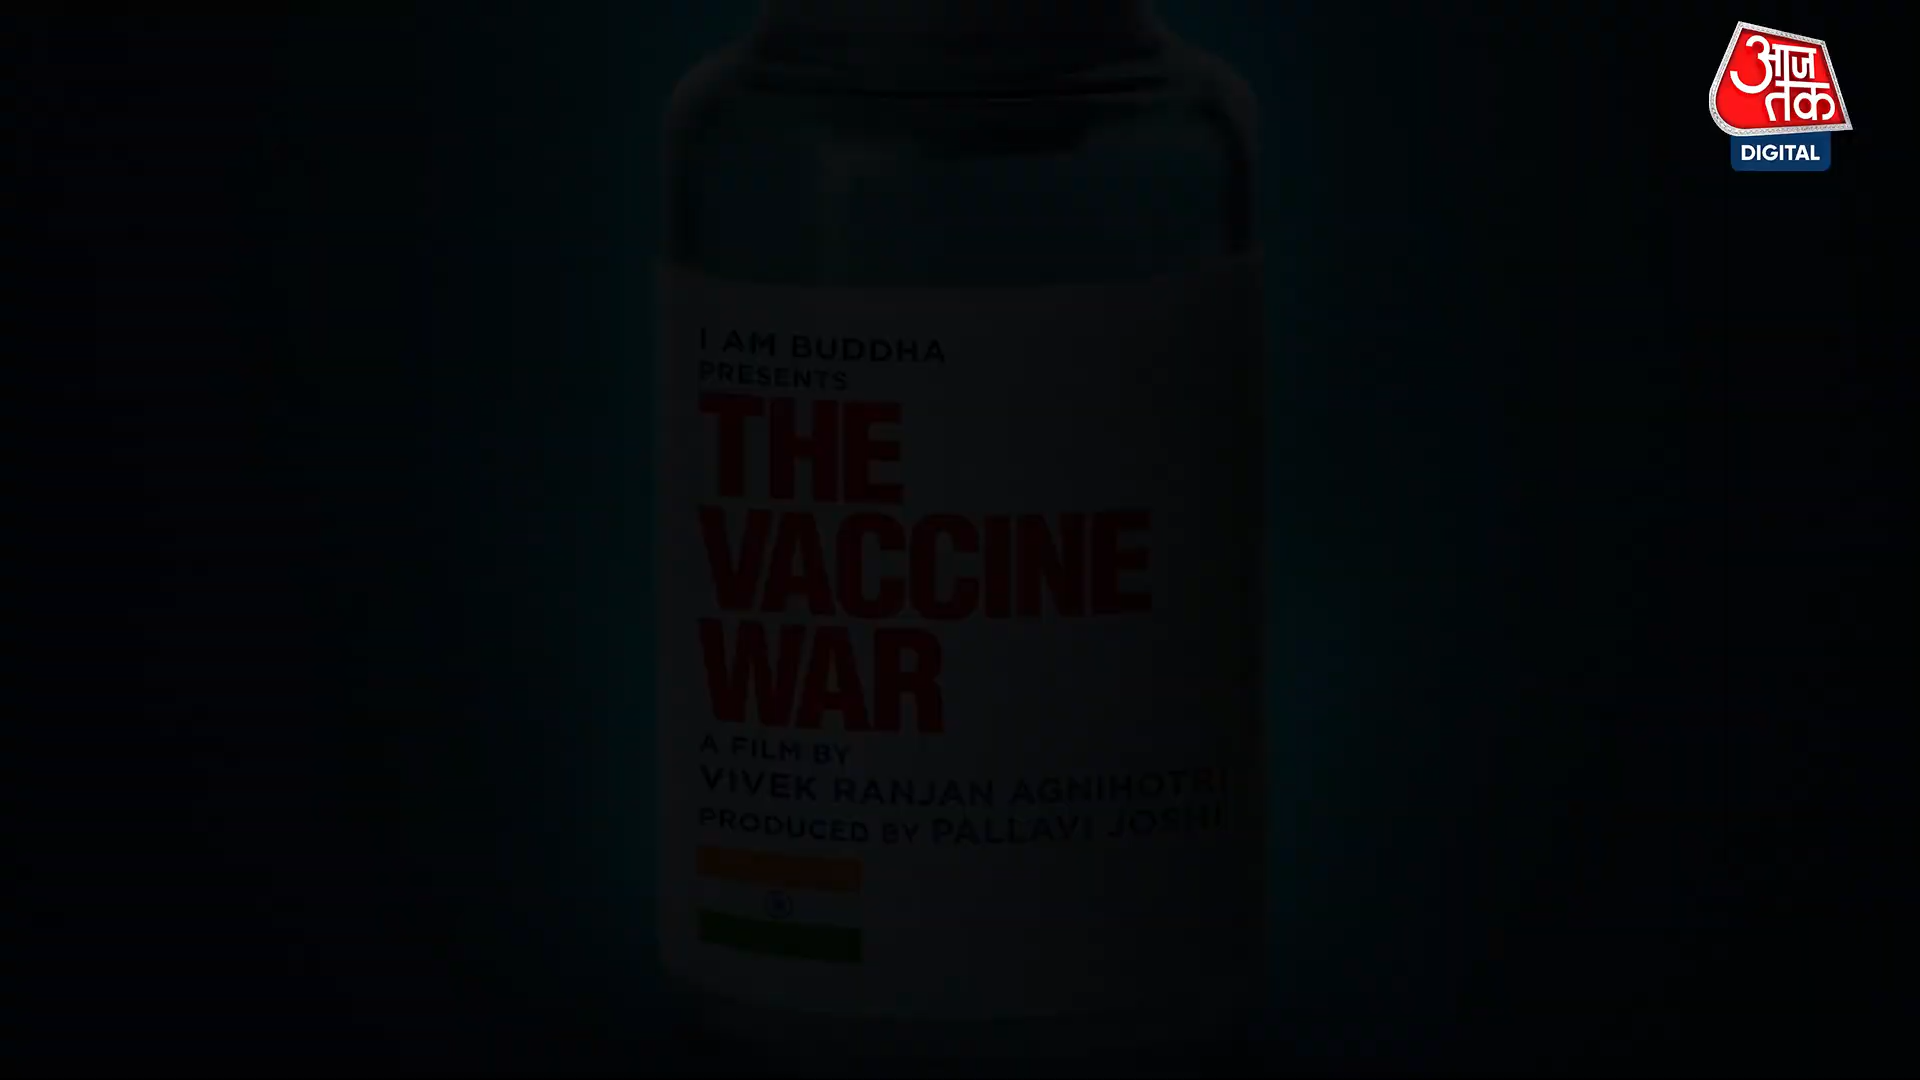 आज
तक
DIGITAL
I AM BUDDHA
PRESENTS
THE
VACCINE
WAR
A FILM BY
VIVEK RANJAN AGNIHOTRI
PRODUCED BY PALLAVI JOSHI